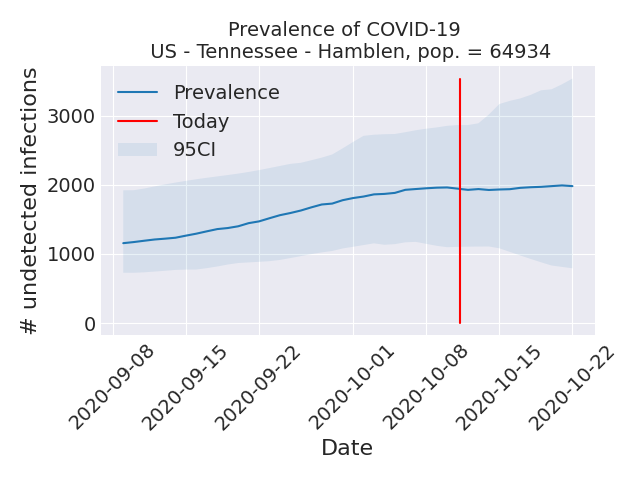 Prevalence of COVID-19
US - Tennessee - Hamblen, pop. = 64934
# undetected infections
3000
2000
1000
0
Prevalence
Today
95CI
2020-09-08
2020-09-15
2020-09-22
2020-10-01
2020-10-08
2020-10-15
2020-10-22
Date